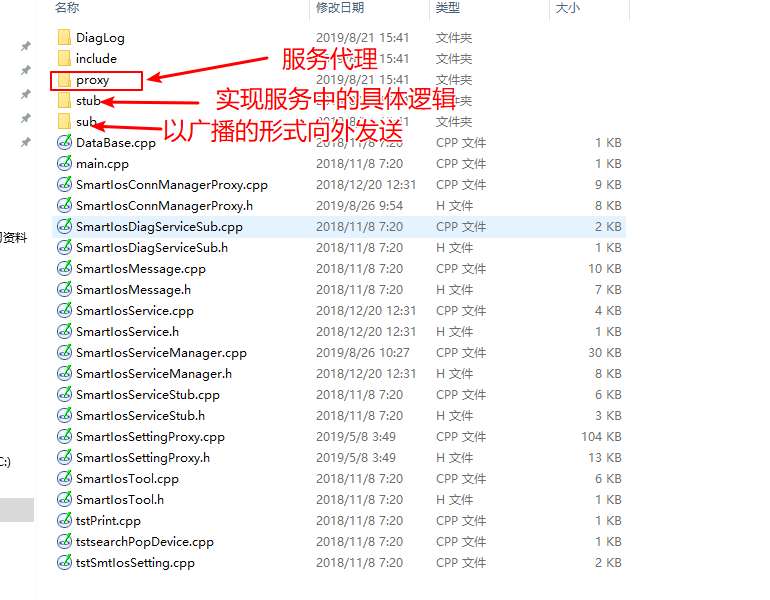 名称 修改日期 类型 大小
DiagLog 2019/8/21 15:41 文件夹
服务代理
include 15:41 文件夹
proxy 2019/8/21 15:41 文件夹
实现服务中的具体逻辑
stub
sub 文件夹
以广播的形式向外发送
DataBase.cpp 2018/11/8 7:20 CPP 文件 1 KB
main.cpp 2018/11/8 7:20 CPP 文件 1 KB
SmartIosConnManagerProxy.cpp 2018/12/20 12:31 CPP 文件 9 KB
SmartIosConnManagerProxy.h 2019/8/26 9:54 H 文件 8 KB
SmartIosDiagServiceSub.cpp 2018/11/8 7:20 CPP 文件 2 KB
习资料
SmartIosDiagServiceSub.h 2018/11/8 7:20 H 文件 1 KB
SmartIosMessage.cpp 2018/11/8 7:20 CPP 文件 10 KB
SmartIosMessage.h 2018/11/8 7:20 H 文件 7 KB
SmartIosService.cpp 2018/12/20 12:31 CPP 文件 4 KB
SmartIosService.h 2018/12/20 12:31 H 文件 1 KB
SmartIosServiceManager.cpp 2019/8/26 10:27 CPP 文件 30 KB
SmartIosServiceManager.h 2018/12/20 12:31 H 文件 8 KB
SmartIosServiceStub.cpp 2018/11/8 7:20 CPP 文件 6 KB
SmartIosServiceStub.h 2018/11/8 7:20 H 文件 3 KB
SmartIosSettingProxy.cpp 2019/5/8 3:49 CPP 文件 104 KB
SmartIosSettingProxy.h 2019/5/8 3:49 H 文件 13 KB
C:)
SmartIosTool.cpp 2018/11/8 7:20 CPP 文件 6 KB
SmartIosTool.h 2018/11/8 7:20 H 文件 1 KB
tstPrint.cpp 2018/11/8 7:20 CPP 文件 1 KB
tstsearchPopDevice.cpp 2018/11/8 7:20 CPP 文件 1 KB
tstSmtIosSetting.cpp 2018/11/8 7:20 CPP 文件 2 KB